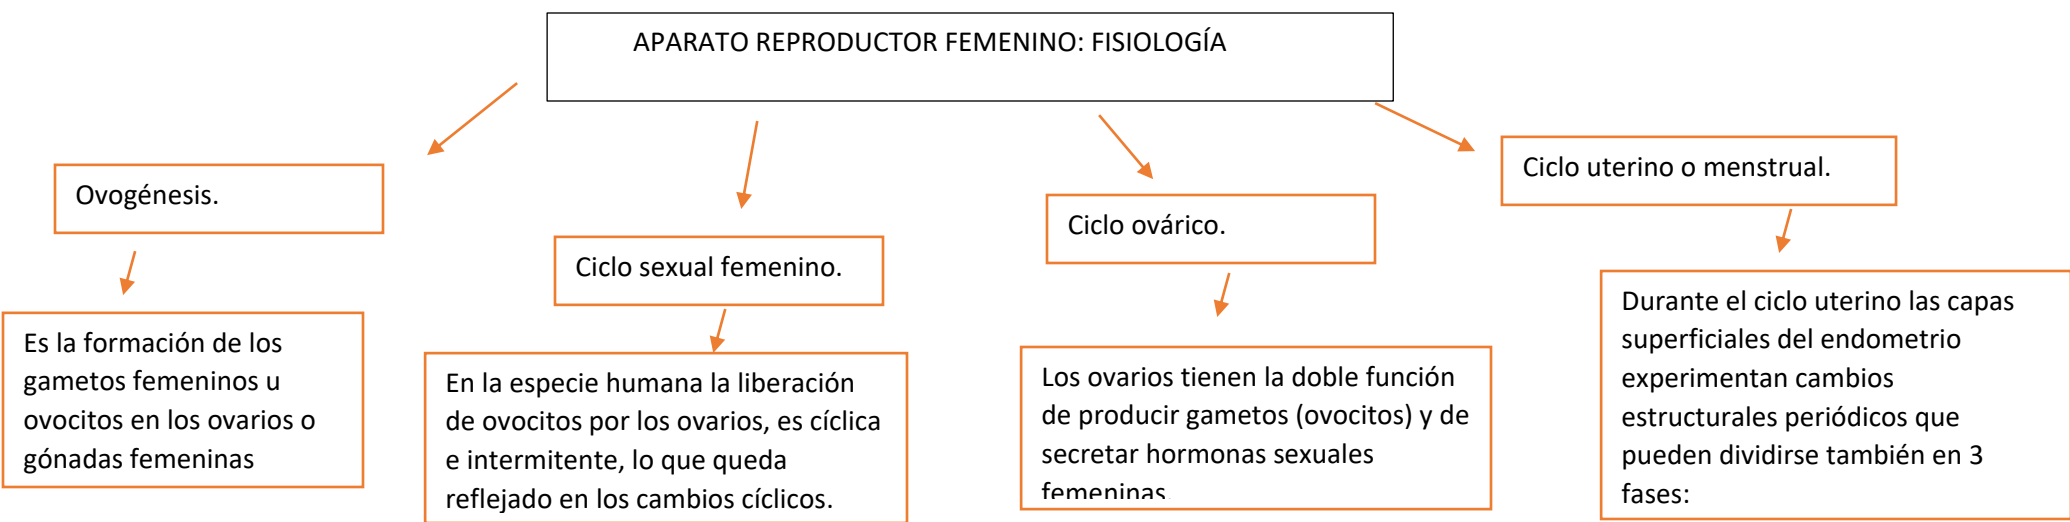 APARATO REPRODUCTOR FEMENINO: FISIOLOGÍA
Ovogénesis.
Es la formación de los
gametos femeninos u
ovocitos en los ovarios o
gónadas femeninas
Ciclo sexual femenino.
En la especie humana la liberación
de ovocitos por los ovarios, es cíclica
e intermitente, lo que queda
reflejado en los cambios cíclicos.
Ciclo ovárico.
Los ovarios tienen la doble función
de producir gametos (ovocitos) y de
secretar hormonas sexuales
femeninas
Ciclo uterino o menstrual.
Durante el ciclo uterino las capas
superficiales del endometrio
experimentan cambios
estructurales periódicos que
pueden dividirse también en 3
fases: